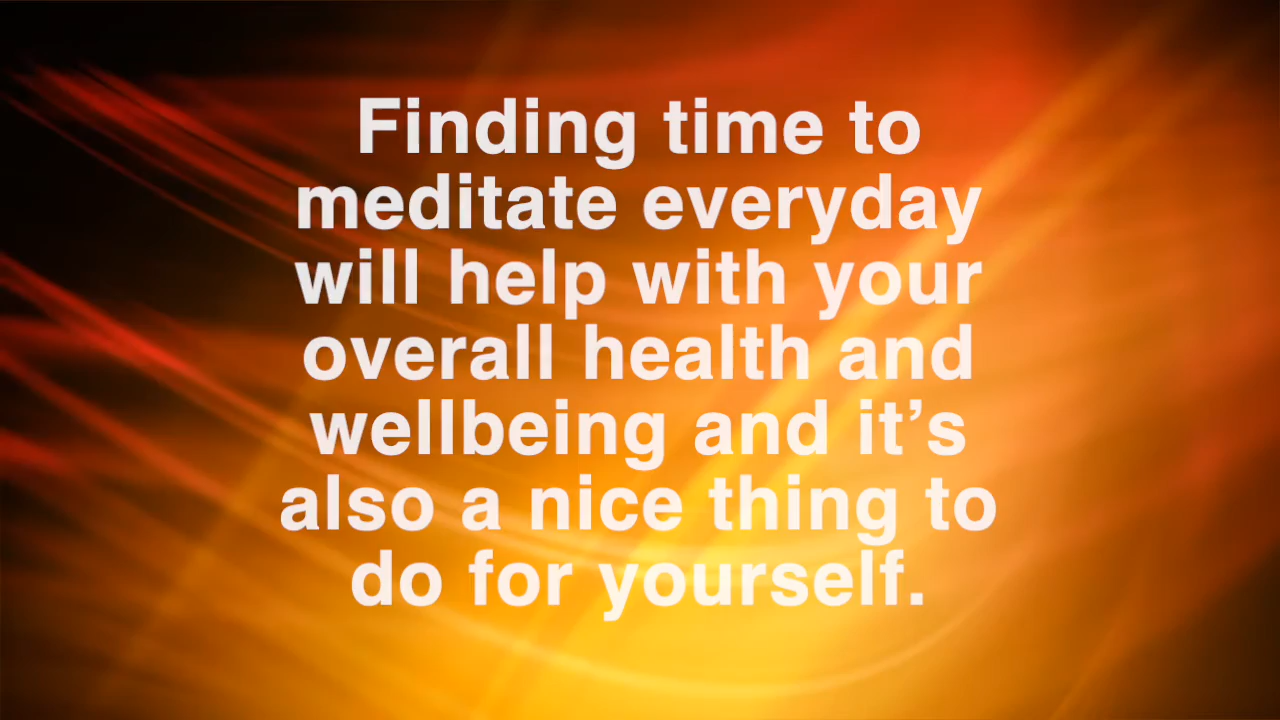 Finding time to
meditate everyday
will help with your
overall health and
wellbeing and it’s
also a nice thing to
do for yourself.